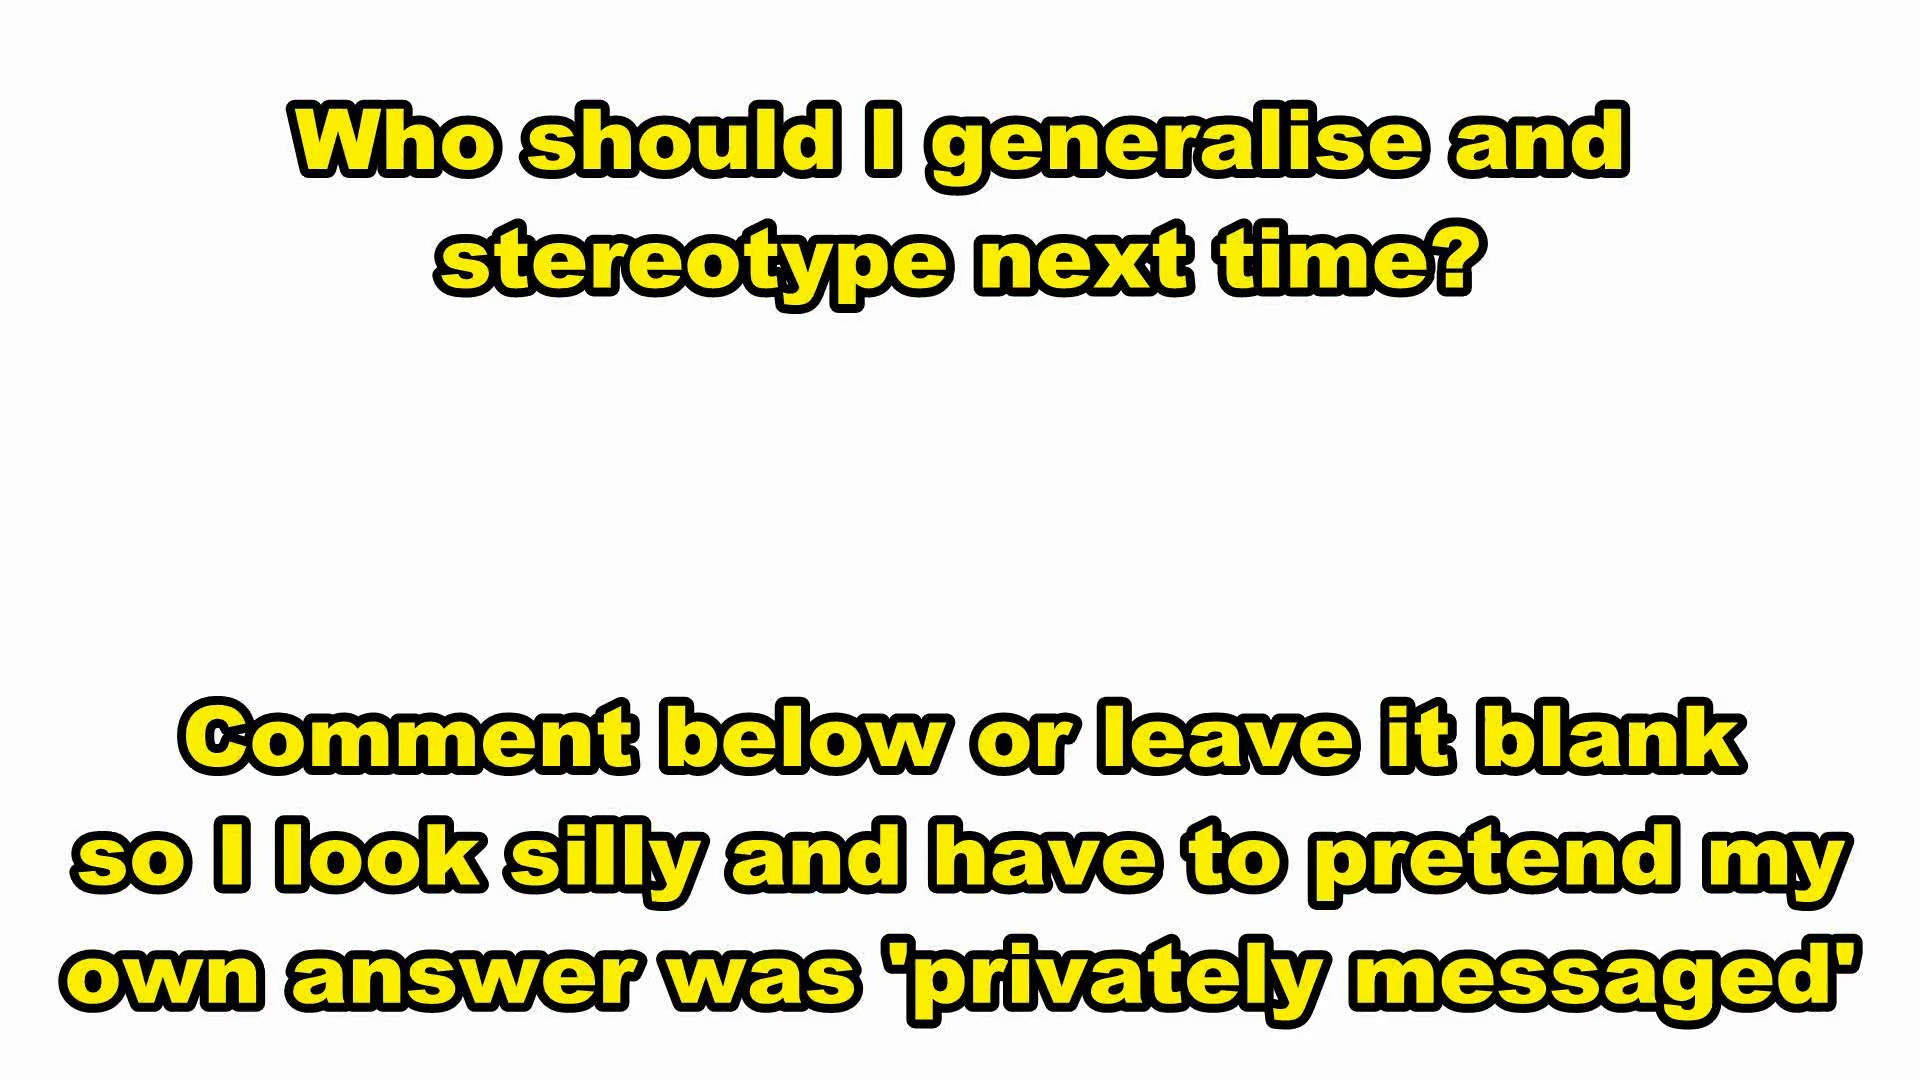 Who should I generalise and
stereotype next time?
Comment below or leave it blank
so I look silly and have to pretend my
own answer was 'privately messaged'